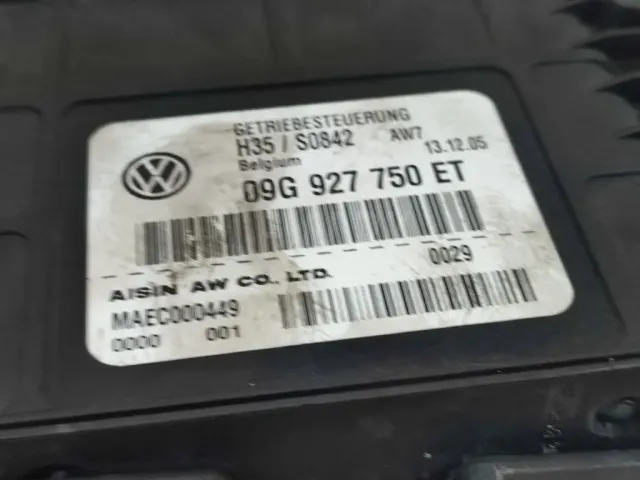 GETRIEBESTEUERUNG
H35 / S0842 AW7 13.12.05
Belgium
09G 927 750 ET
0029
AISIN AW CO., LTD.
MAEC000449
0000 001